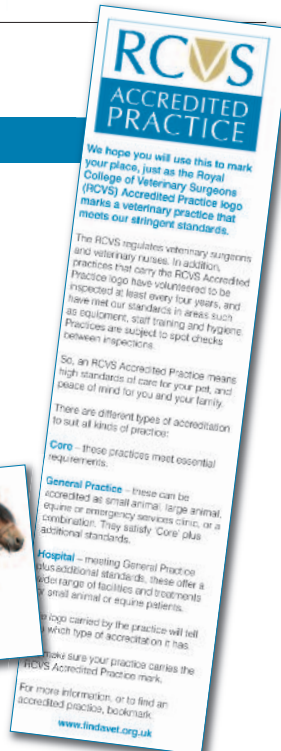 RCVS
ACCREDITED
PRACTICE
We hope you will use this to mark
your place, just as the Royal
College of Veterinary Surgeons
(RCVS) Accredited Practice logo
marks a veterinary practice that
meets our stringent standards.
The RCVS regulates veterinary surgeons
and veterinary nurses. In addition,
practices that carry the RCVS Accredited
Practice logo have volunteered to be
inspected at least every four years, and
have met our standards in areas such
as equipment, staff training and hygiene.
Practices are subject to spot checks
between inspections.
So, an RCVS Accredited Practice means
high standards of care for your pet, and
peace of mind for you and your family.
There are different types of accreditation
to suit all kinds of practice:
Core – these practices meet essential
requirements.
General Practice – these can be
accredited as small animal, large animal,
equine or emergency services clinic, or a
combination. They satisfy 'Core' plus
additional standards.
Hospital – meeting General Practice
plus additional standards, these offer a
wider range of facilities and treatments
small animal or equine patients.
logo carried by the practice will tell
which type of accreditation it has.
make sure your practice carries the
RCVS Accredited Practice mark.
For more information, or to find an
accredited practice, bookmark
www.findavet.org.uk